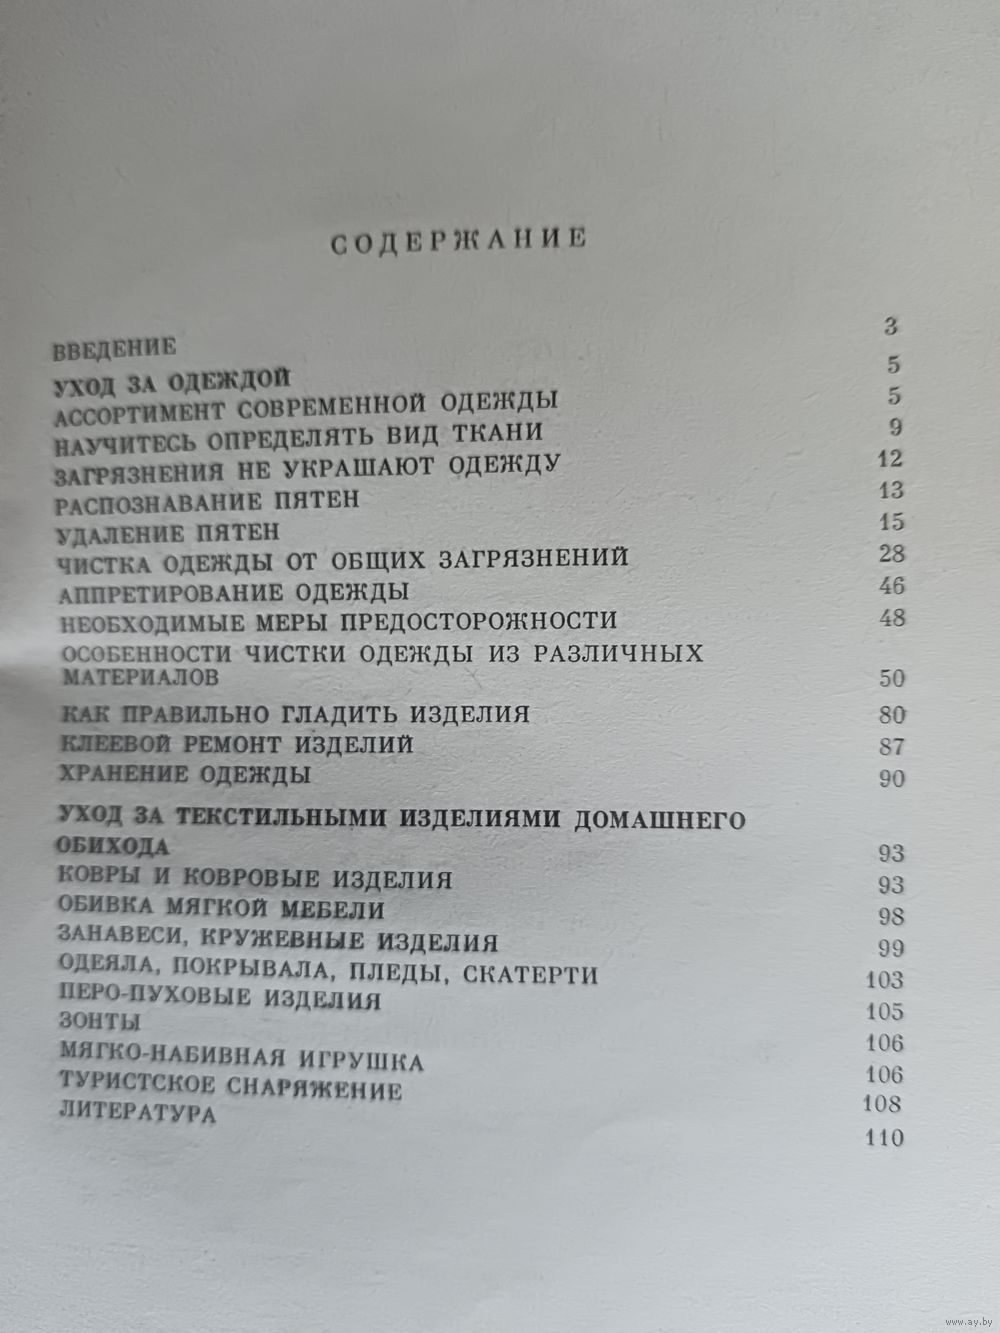 СОДЕРЖАНИЕ
ВВЕДЕНИЕ 3
УХОД ЗА ОДЕЖДОЙ 5
АССОРТИМЕНТ СОВРЕМЕННОЙ ОДЕЖДЫ 5
НАУЧИТЕСЬ ОПРЕДЕЛЯТЬ ВИД ТКАНИ 9
ЗАГРЯЗНЕНИЯ НЕ УКРАШАЮТ ОДЕЖДУ 12
РАСПОЗНАВАНИЕ ПЯТЕН 13
УДАЛЕНИЕ ПЯТЕН 15
ЧИСТКА ОДЕЖДЫ ОТ ОБЩИХ ЗАГРЯЗНЕНИЙ 28
АППРЕТИРОВАНИЕ ОДЕЖДЫ 46
НЕОБХОДИМЫЕ МЕРЫ ПРЕДОСТОРОЖНОСТИ 48
ОСОБЕННОСТИ ЧИСТКИ ОДЕЖДЫ ИЗ РАЗЛИЧНЫХ
МАТЕРИАЛОВ 50
КАК ПРАВИЛЬНО ГЛАДИТЬ ИЗДЕЛИЯ 80
КЛЕЕВОЙ РЕМОНТ ИЗДЕЛИЙ 87
ХРАНЕНИЕ ОДЕЖДЫ 90
УХОД ЗА ТЕКСТИЛЬНЫМИ ИЗДЕЛИЯМИ ДОМАШНЕГО
ОБИХОДА 93
КОВРЫ И КОВРОВЫЕ ИЗДЕЛИЯ 93
ОБИВКА МЯГКОЙ МЕБЕЛИ 98
ЗАНАВЕСИ, КРУЖЕВНЫЕ ИЗДЕЛИЯ 99
ОДЕЯЛА, ПОКРЫВАЛА, ПЛЕДЫ, СКАТЕРТИ 103
ПЕРО-ПУХОВЫЕ ИЗДЕЛИЯ 105
ЗОНТЫ 106
МЯГКО-НАБИВНАЯ ИГРУШКА 106
ТУРИСТСКОЕ СНАРЯЖЕНИЕ 108
ЛИТЕРАТУРА 110
www.ay.by